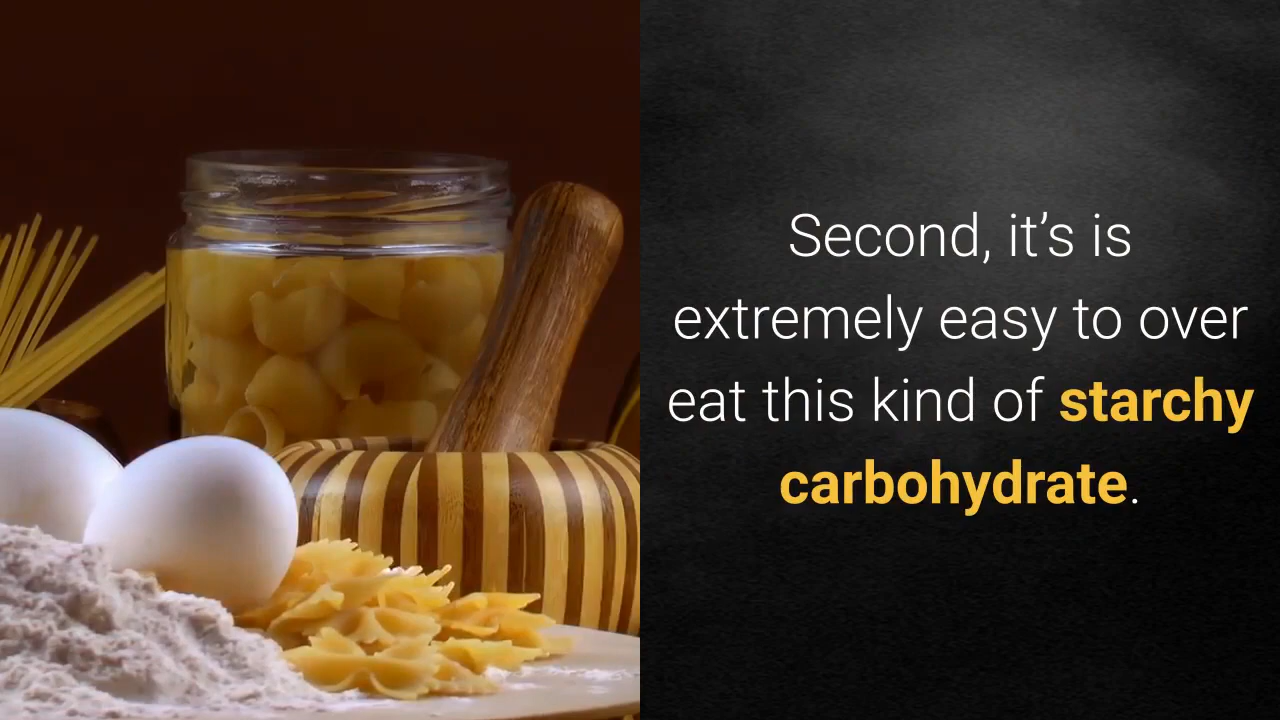 Second, it’s is
extremely easy to over
eat this kind of starchy
carbohydrate.